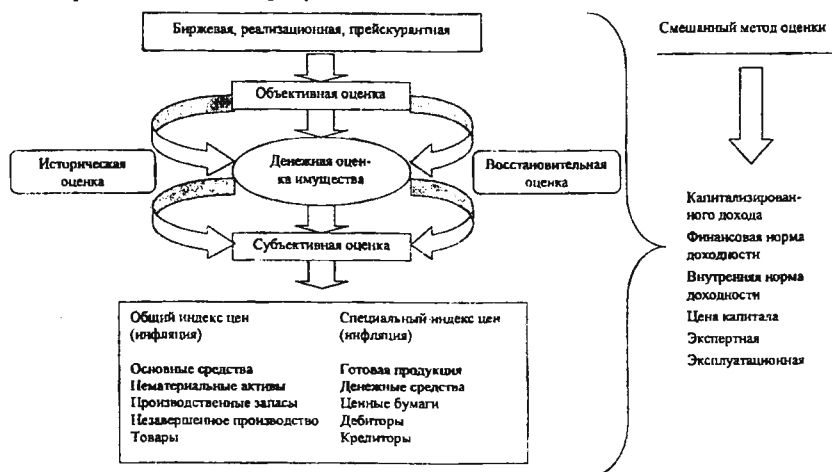 Биржевая, реализационная, прейскурантная
Смешанный метод оценки
Объективная оценка
Историческая
оценка
Денежная оцен-
ка имущества
Восстановительная
оценка
Субъективная оценка
Общий индекс цен
(инфляция)
Основные средства
Нематериальные активы
Производственные запасы
Незавершенное производство
Товары
Специальный индекс цен
(инфляция)
Готовая продукция
Денежные средства
Ценные бумаги
Дебиторы
Кредиторы
Капитализирован-
ного дохода
Финансовая норма
доходности
Внутренняя норма
доходности
Цена капитала
Экспертная
Эксплуатационная